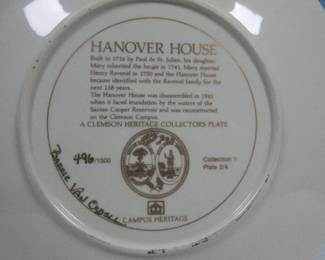 HANOVER HOUSE
Built in 1716 by Paul de St. Julien, his daughter
Mary inherited the house in 1741. Mary married
Henry Ravenel in 1750 and the Hanover House
became identified with the Ravenel family for the
next 138 years.
The Hanover House was disassembled in 1941
when it faced inundation by the waters of the
Santee Cooper Reservoir and was reconstructed
on the Clemson Campus.
A CLEMSON HERITAGE COLLECTORS PLATE
496/1500
Collection 1
Plate 2/4
CAMPUS HERITAGE